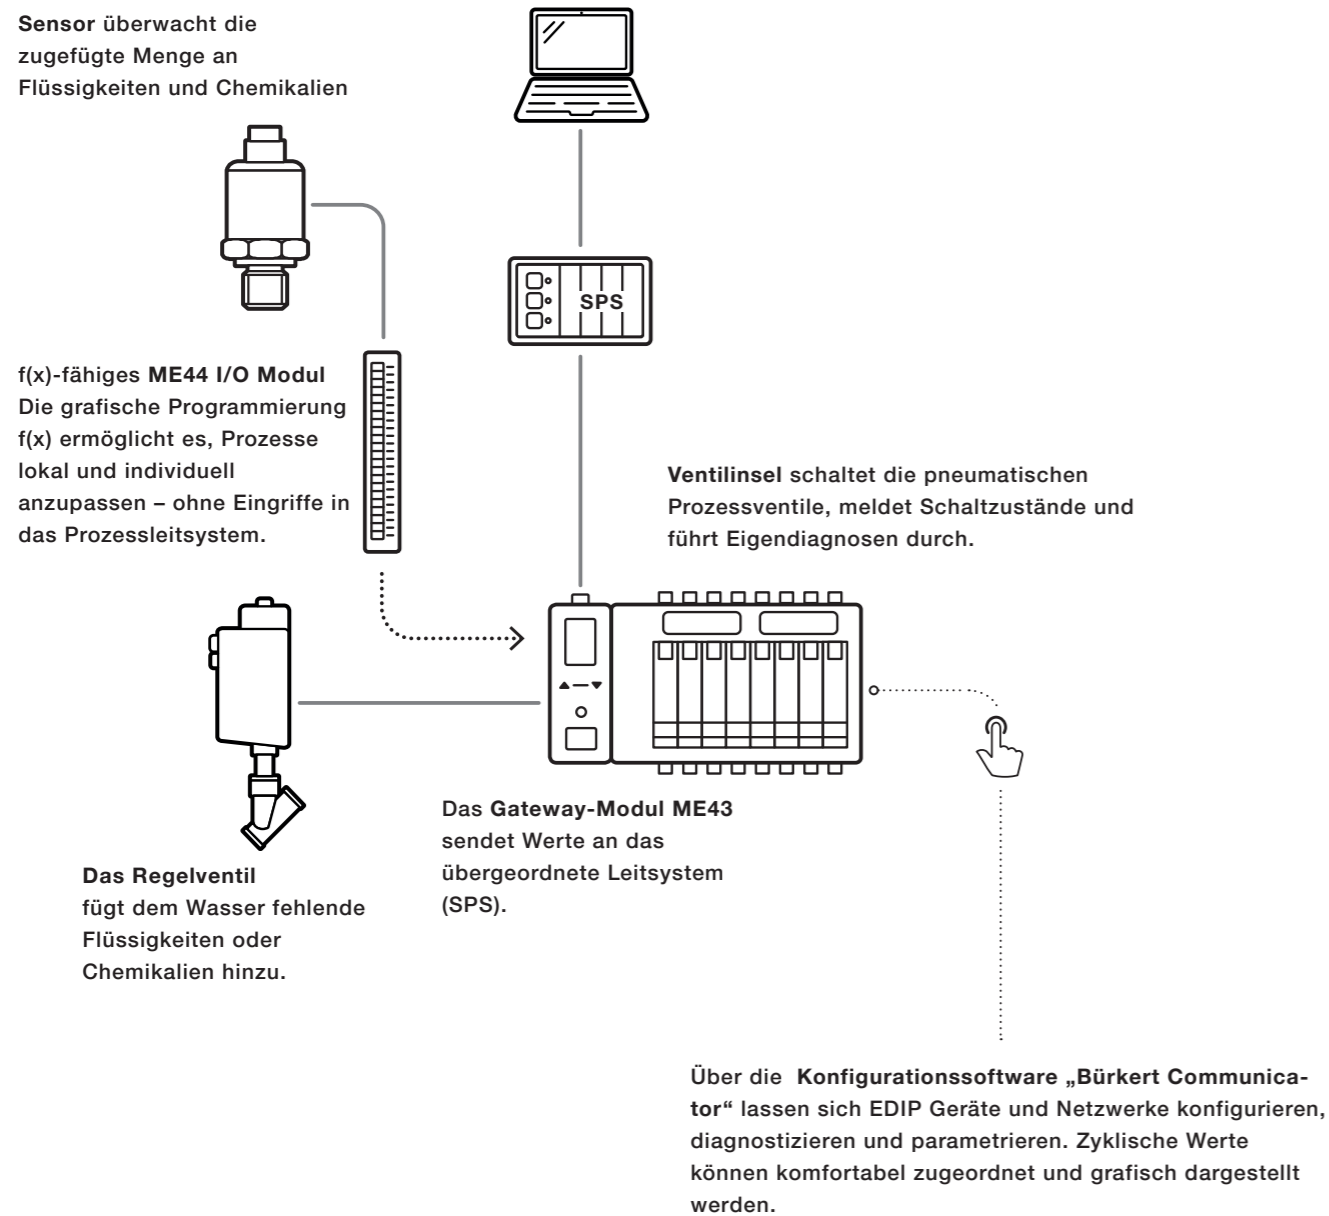 Sensor überwacht die
zugefügte Menge an
Flüssigkeiten und Chemikalien
SPS
f(x)-fähiges ME44 I/O Modul
Die grafische Programmierung
f(x) ermöglicht es, Prozesse
lokal und individuell
anzupassen – ohne Eingriffe in
das Prozessleitsystem.
Ventilinsel schaltet die pneumatischen
Prozessventile, meldet Schaltzustände und
führt Eigendiagnosen durch.
Das Gateway-Modul ME43
sendet Werte an das
übergeordnete Leitsystem
(SPS).
Das Regelventil
fügt dem Wasser fehlende
Flüssigkeiten oder
Chemikalien hinzu.
Über die Konfigurationssoftware „Bürkert Communica-
tor“ lassen sich EDIP Geräte und Netzwerke konfigurieren,
diagnostizieren und parametrieren. Zyklische Werte
können komfortabel zugeordnet und grafisch dargestellt
werden.